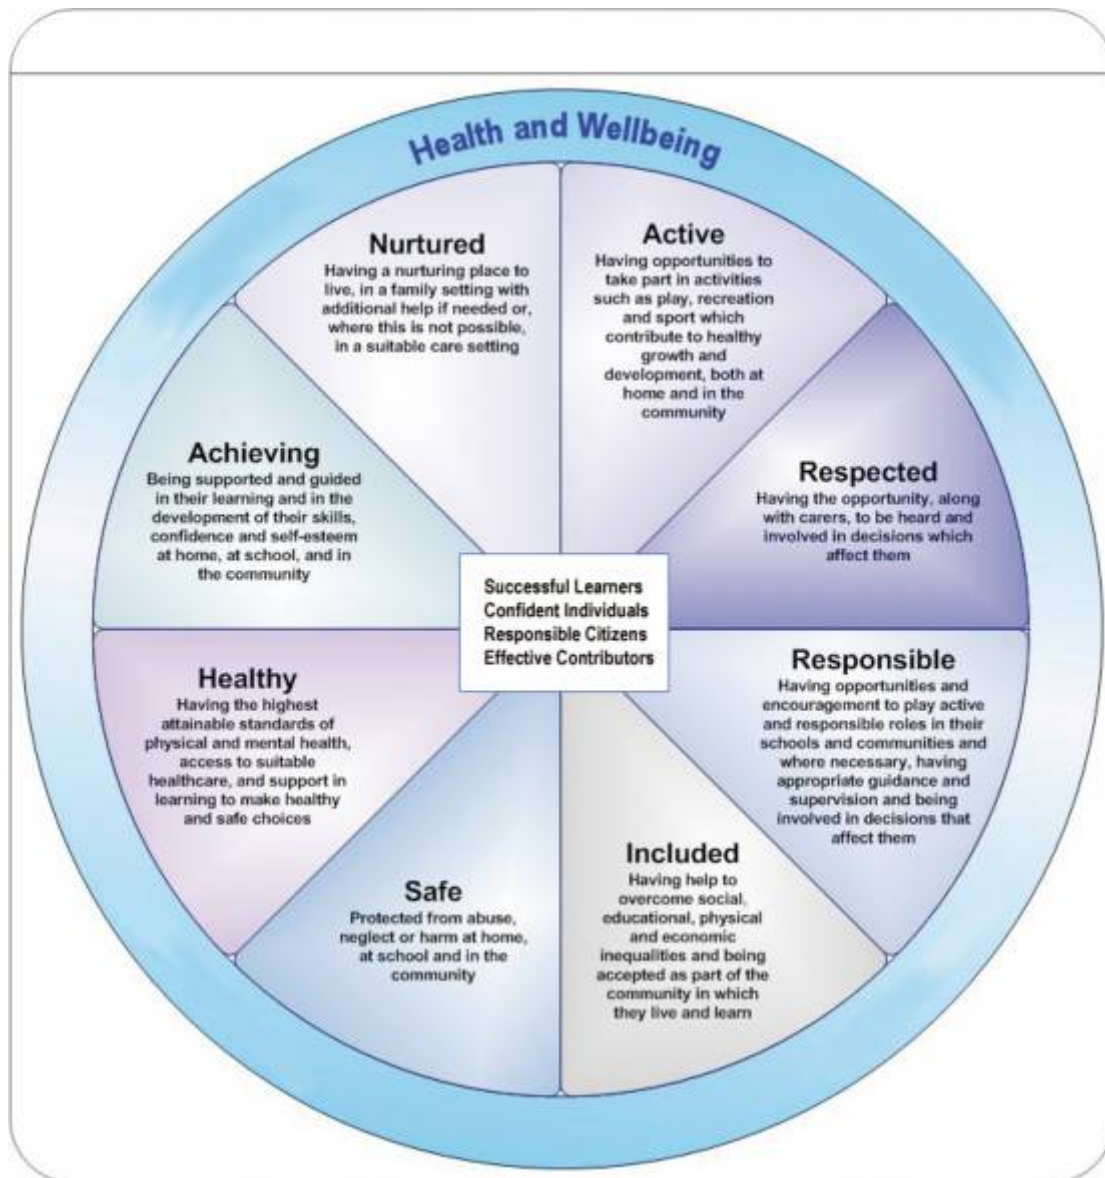 Health and Wellbeing
Nurtured
Having a nurturing place to
live, in a family setting with
additional help if needed or,
where this is not possible,
in a suitable care setting
Active
Having opportunities to
take part in activities
such as play, recreation
and sport which
contribute to healthy
growth and
development, both at
home and in the
community
Achieving
Being supported and guided
in their learning and in the
development of their skills,
confidence and self-esteem
at home, at school, and in
the community
Respected
Having the opportunity, along
with carers, to be heard and
involved in decisions which
affect them
Successful Learners
Confident Individuals
Responsible Citizens
Effective Contributors
Healthy
Having the highest
attainable standards of
physical and mental health,
access to suitable
healthcare, and support in
learning to make healthy
and safe choices
Responsible
Having opportunities and
encouragement to play active
and responsible roles in their
schools and communities and
where necessary, having
appropriate guidance and
supervision and being
involved in decisions that
affect them
Safe
Protected from abuse,
neglect or harm at home,
at school and in the
community
Included
Having help to
overcome social,
educational, physical
and economic
inequalities and being
accepted as part of the
community in which
they live and learn